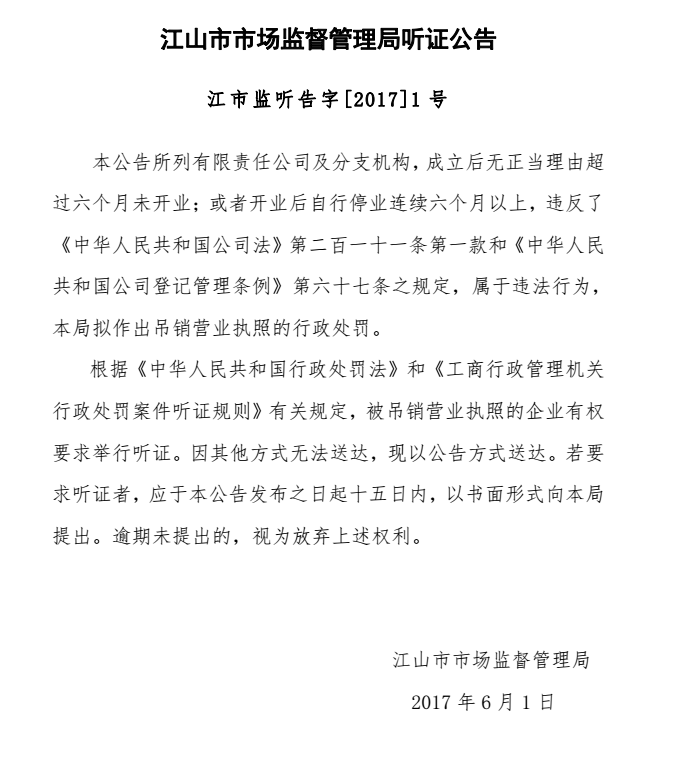 江山市市场监督管理局听证公告
江市监听告字[2017]1 号
本公告所列有限责任公司及分支机构，成立后无正当理由超
过六个月未开业；或者开业后自行停业连续六个月以上，违反了
《中华人民共和国公司法》第二百一十一条第一款和《中华人民
共和国公司登记管理条例》第六十七条之规定，属于违法行为，
本局拟作出吊销营业执照的行政处罚。
根据《中华人民共和国行政处罚法》和《工商行政管理机关
行政处罚案件听证规则》有关规定，被吊销营业执照的企业有权
要求举行听证。因其他方式无法送达，现以公告方式送达。若要
求听证者，应于本公告发布之日起十五日内，以书面形式向本局
提出。逾期未提出的，视为放弃上述权利。
江山市市场监督管理局
2017 年 6 月 1 日